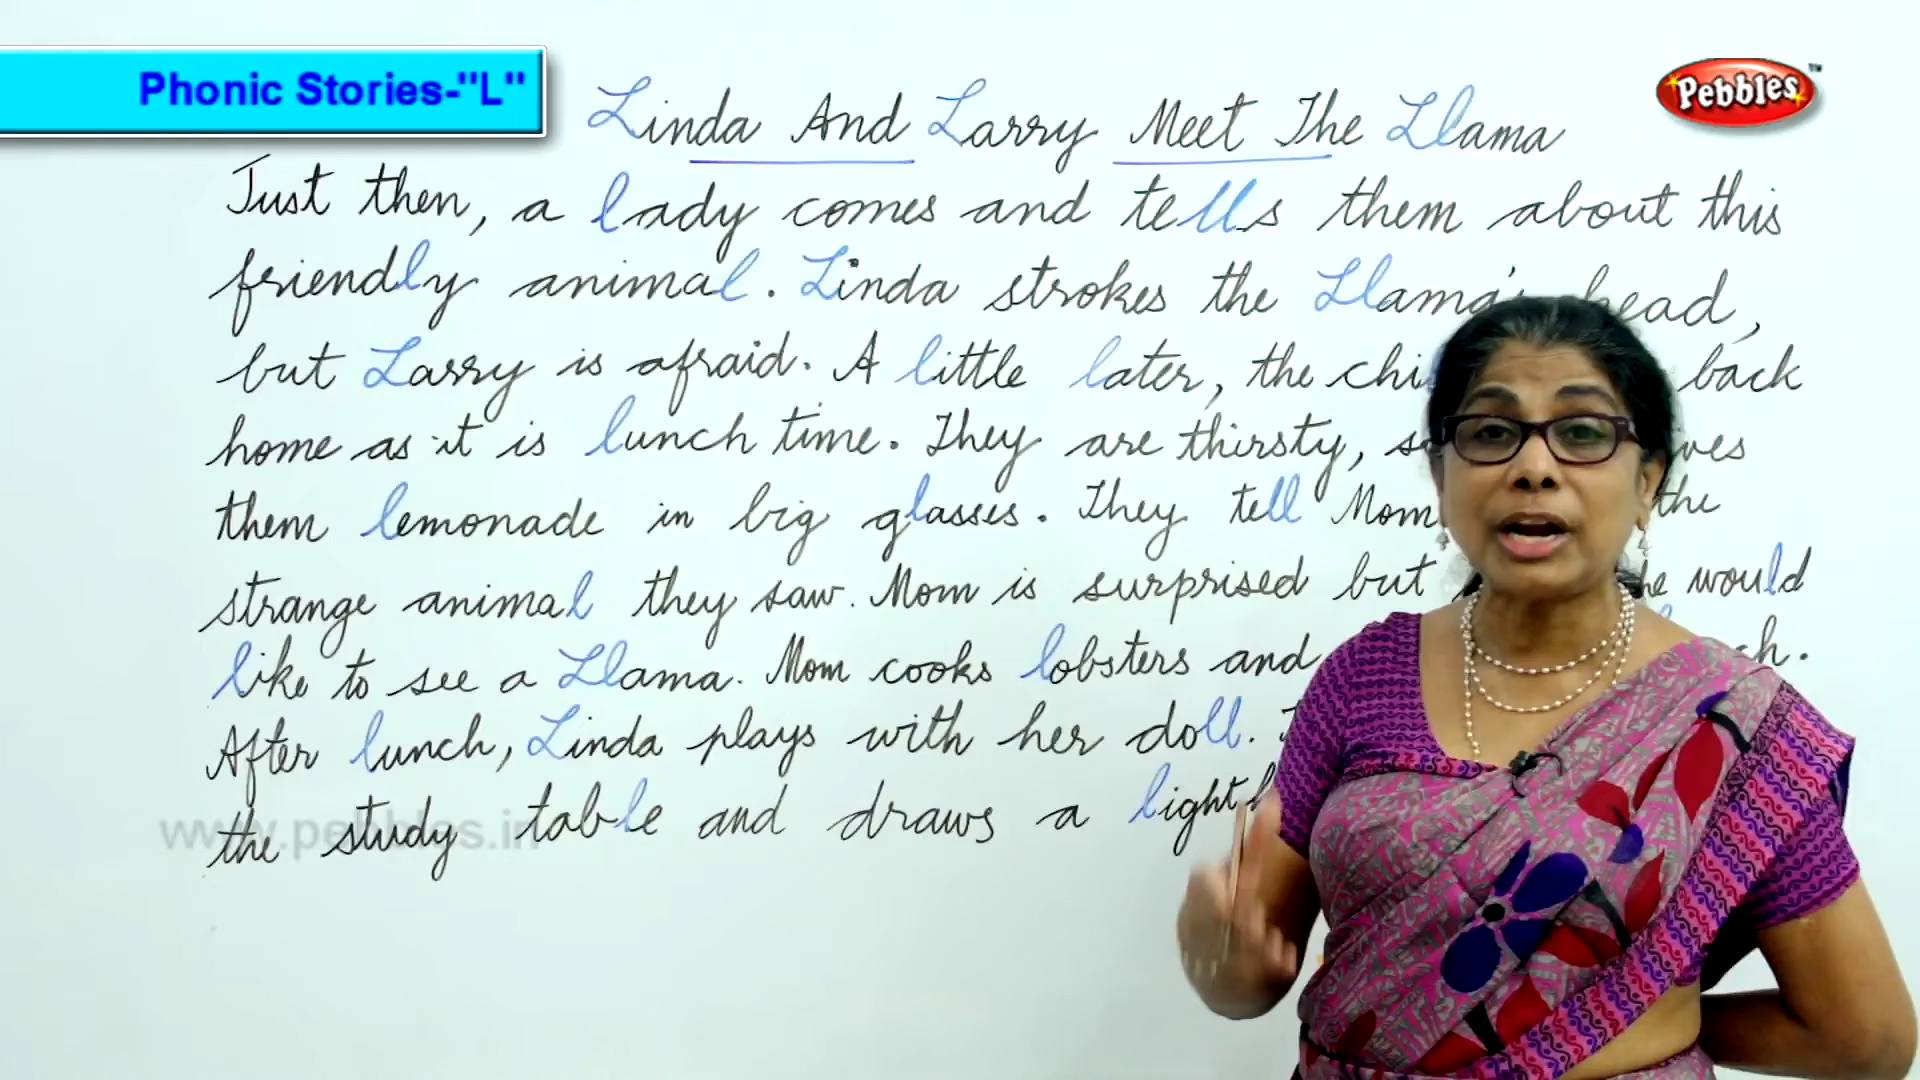 Phonic Stories-"L"
Pebbles™
Linda And Larry Meet The Llama
Just then, a lady comes and tells them about this
friendly animal. Linda strokes the Llama's head,
but Larry is afraid. A little later, the back
home as it is lunch time. They are thirsty,
them lemonade in big glasses. They tell Mom the
strange animal they saw. Mom is surprised but would
like to see a Llama. Mom cooks lobsters and
After lunch, Linda plays with her doll.
the study table and draws a
www.pebbles.in